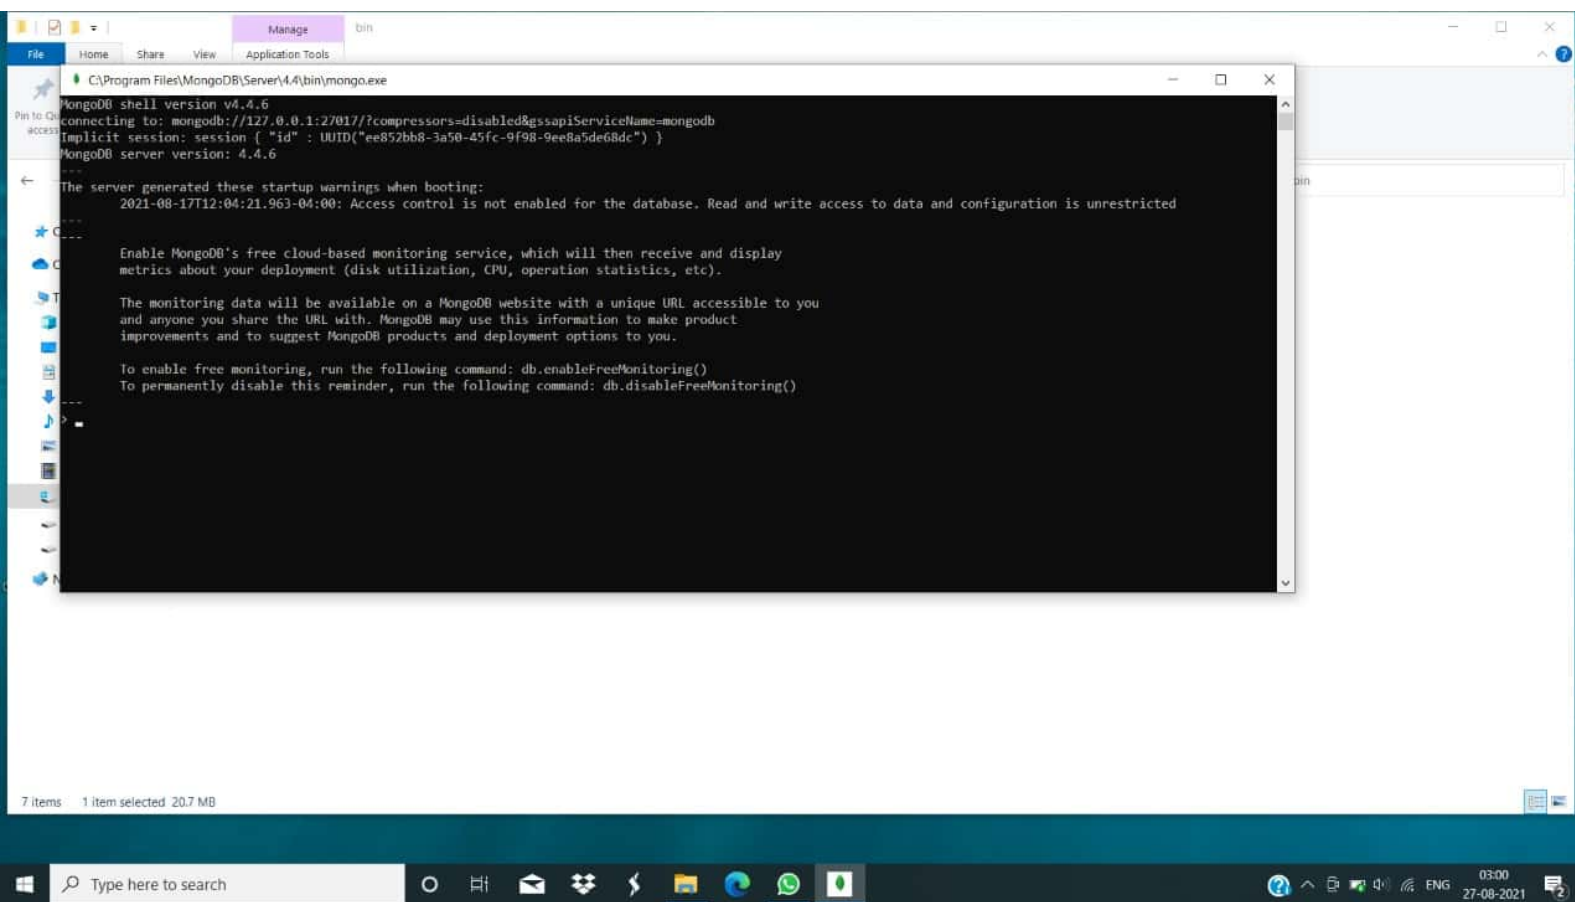 Manage
bin
File
Home
Share
View
Application Tools
C:\Program Files\MongoDB\Server\4.4\bin\mongo.exe
Pin to Qu
access
MongoDB shell version v4.4.6
connecting to: mongodb://127.0.0.1:27017/?compressors=disabled&gssapiServiceName=mongodb
Implicit session: session { "id" : UUID("ee852bb8-3a50-45fc-9f98-9ee8a5de68dc") }
MongoDB server version: 4.4.6
---
The server generated these startup warnings when booting:
2021-08-17T12:04:21.963-04:00: Access control is not enabled for the database. Read and write access to data and configuration is unrestricted
---
---
Enable MongoDB's free cloud-based monitoring service, which will then receive and display
metrics about your deployment (disk utilization, CPU, operation statistics, etc).
The monitoring data will be available on a MongoDB website with a unique URL accessible to you
and anyone you share the URL with. MongoDB may use this information to make product
improvements and to suggest MongoDB products and deployment options to you.
To enable free monitoring, run the following command: db.enableFreeMonitoring()
To permanently disable this reminder, run the following command: db.disableFreeMonitoring()
---
>
bin
7 items
1 item selected 20.7 MB
Type here to search
ENG
03:00
27-08-2021
2